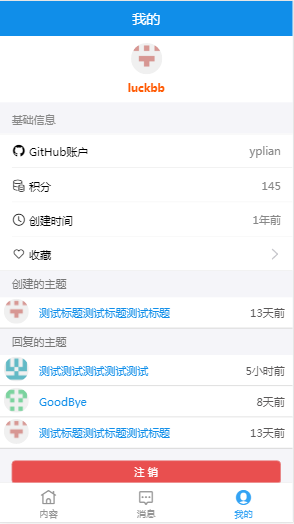 我的
luckbb
基础信息
GitHub账户 yplian
积分 145
创建时间 1年前
收藏
创建的主题
测试标题测试标题测试标题 13天前
回复的主题
测试测试测试测试测试 5小时前
GoodBye 8天前
测试标题测试标题测试标题 13天前
注 销
内容 消息 我的